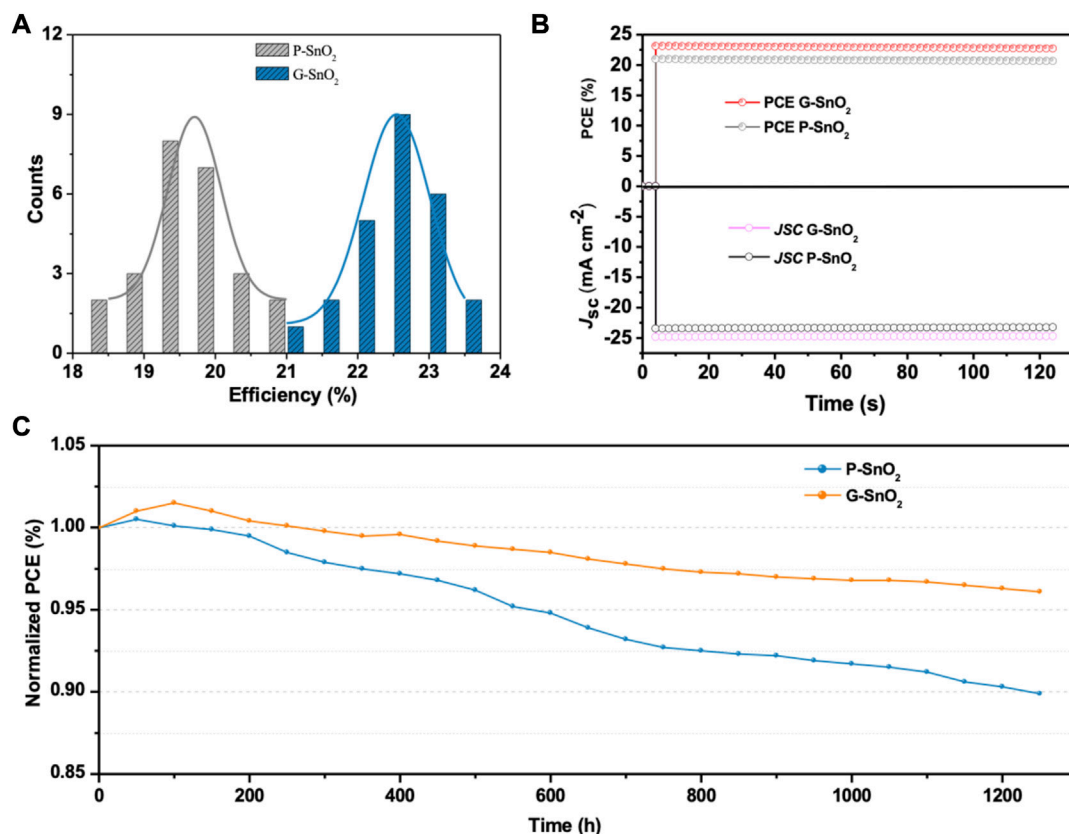 A
12
9
6
3
0
Counts
P-SnO₂
G-SnO₂
18 19 20 21 22 23 24
Efficiency (%)
B
25
20
15
10
5
0
-5
-10
-15
-20
-25
PCE (%)
J_SC (mA cm⁻²)
PCE G-SnO₂
PCE P-SnO₂
JSC G-SnO₂
JSC P-SnO₂
0 20 40 60 80 100 120
Time (s)
C
1.05
1.00
0.95
0.90
0.85
Normalized PCE (%)
P-SnO₂
G-SnO₂
0 200 400 600 800 1000 1200
Time (h)